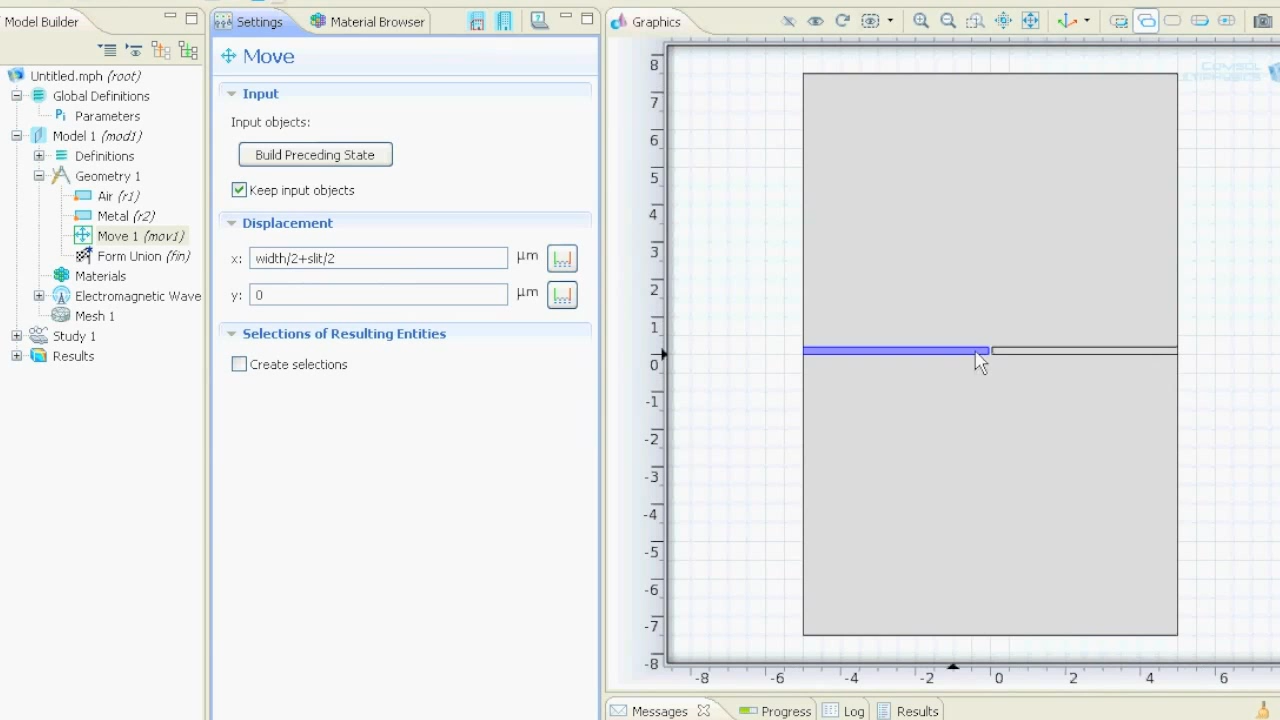 Model Builder
Untitled.mph (root)
Global Definitions
Pi Parameters
Model 1 (mod1)
Definitions
Geometry 1
Air (r1)
Metal (r2)
Move 1 (mov1)
Form Union (fin)
Materials
Electromagnetic Wave
Mesh 1
Study 1
Results
Settings
Material Browser
Move
Input
Input objects:
Build Preceding State
Keep input objects
Displacement
x: width/2+slit/2 µm
y: 0 µm
Selections of Resulting Entities
Create selections
Graphics
COMSOL
8
7
6
5
4
3
2
1
0
-1
-2
-3
-4
-5
-6
-7
-8
-8 -6 -4 -2 0 2 4 6
Messages Progress Log Results